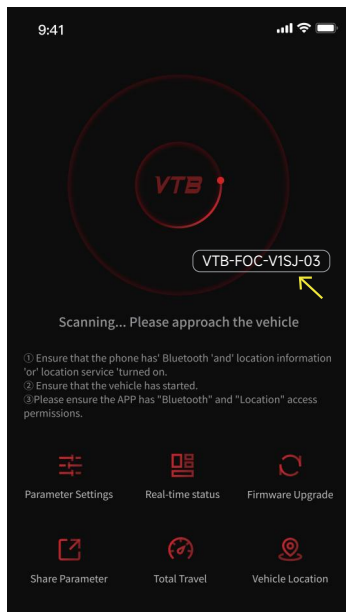 9:41
VTB
VTB-FOC-V1SJ-03
Scanning... Please approach the vehicle
① Ensure that the phone has' Bluetooth 'and' location information
'or' location service 'turned on.
② Ensure that the vehicle has started.
③Please ensure the APP has "Bluetooth" and "Location" access
permissions.
Parameter Settings Real-time status Firmware Upgrade
Share Parameter Total Travel Vehicle Location